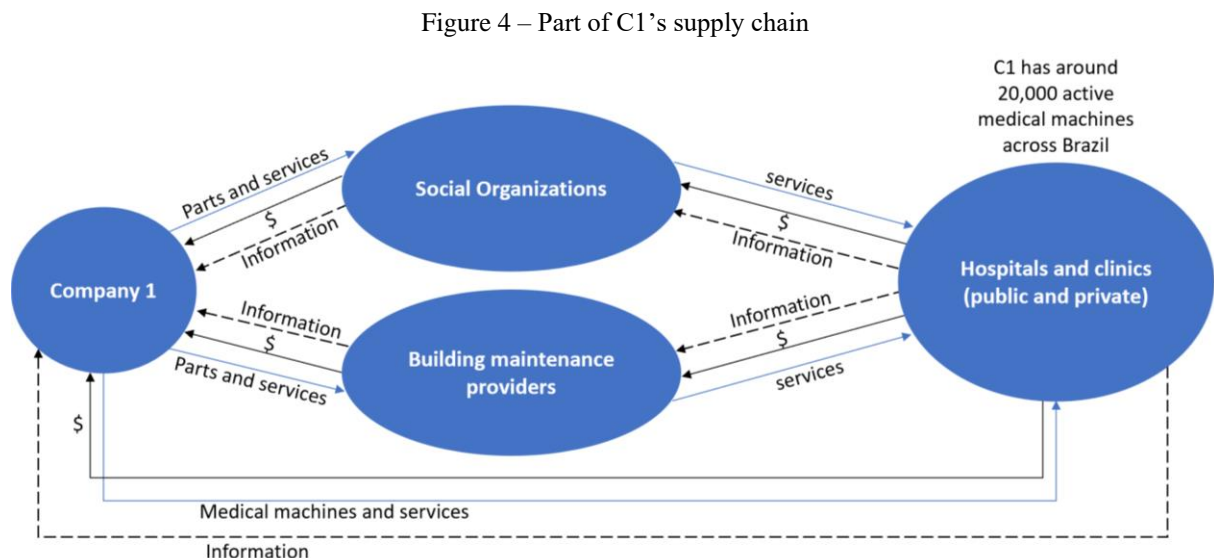 Figure 4 – Part of C1’s supply chain
C1 has around
20,000 active
medical machines
across Brazil
Parts and services
$
Information
Social Organizations
services
$
Information
Company 1
Hospitals and clinics
(public and private)
Information
$
Parts and services
Building maintenance
providers
Information
$
services
$
Medical machines and services
Information